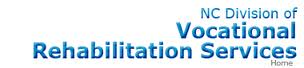 NC Division of
Vocational
Rehabilitation Services
Home